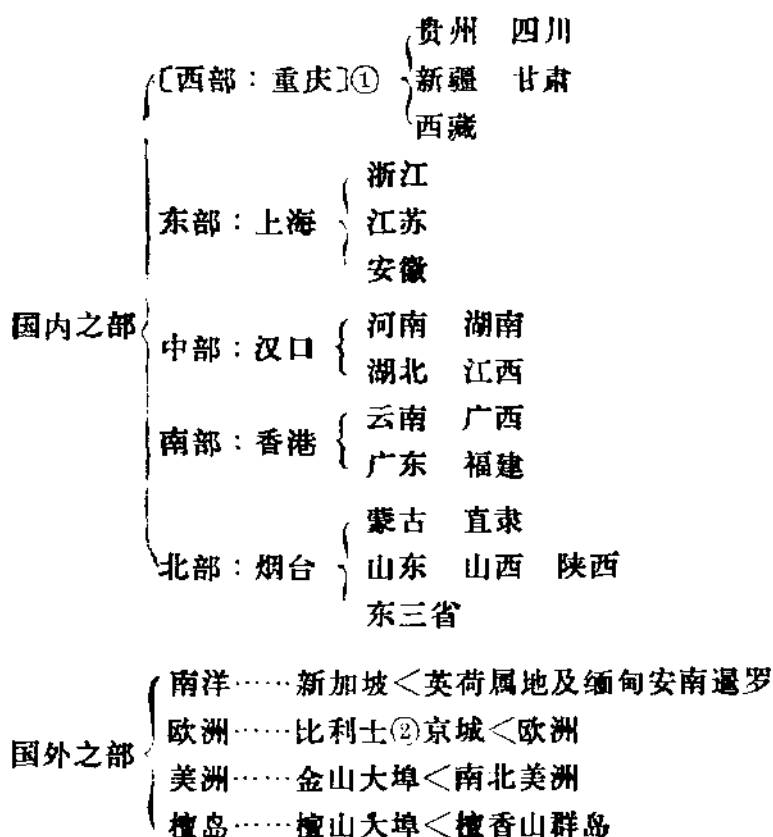 贵州 四川
〔西部：重庆〕① 新疆 甘肃
西藏
浙江
东部：上海 江苏
安徽
国内之部
河南 湖南
中部：汉口
湖北 江西
云南 广西
南部：香港
广东 福建
蒙古 直隶
北部：烟台 山东 山西 陕西
东三省
南洋……新加坡＜英荷属地及缅甸安南暹罗
欧洲……比利士②京城＜欧洲
国外之部
美洲……金山大埠＜南北美洲
檀岛……檀山大埠＜檀香山群岛